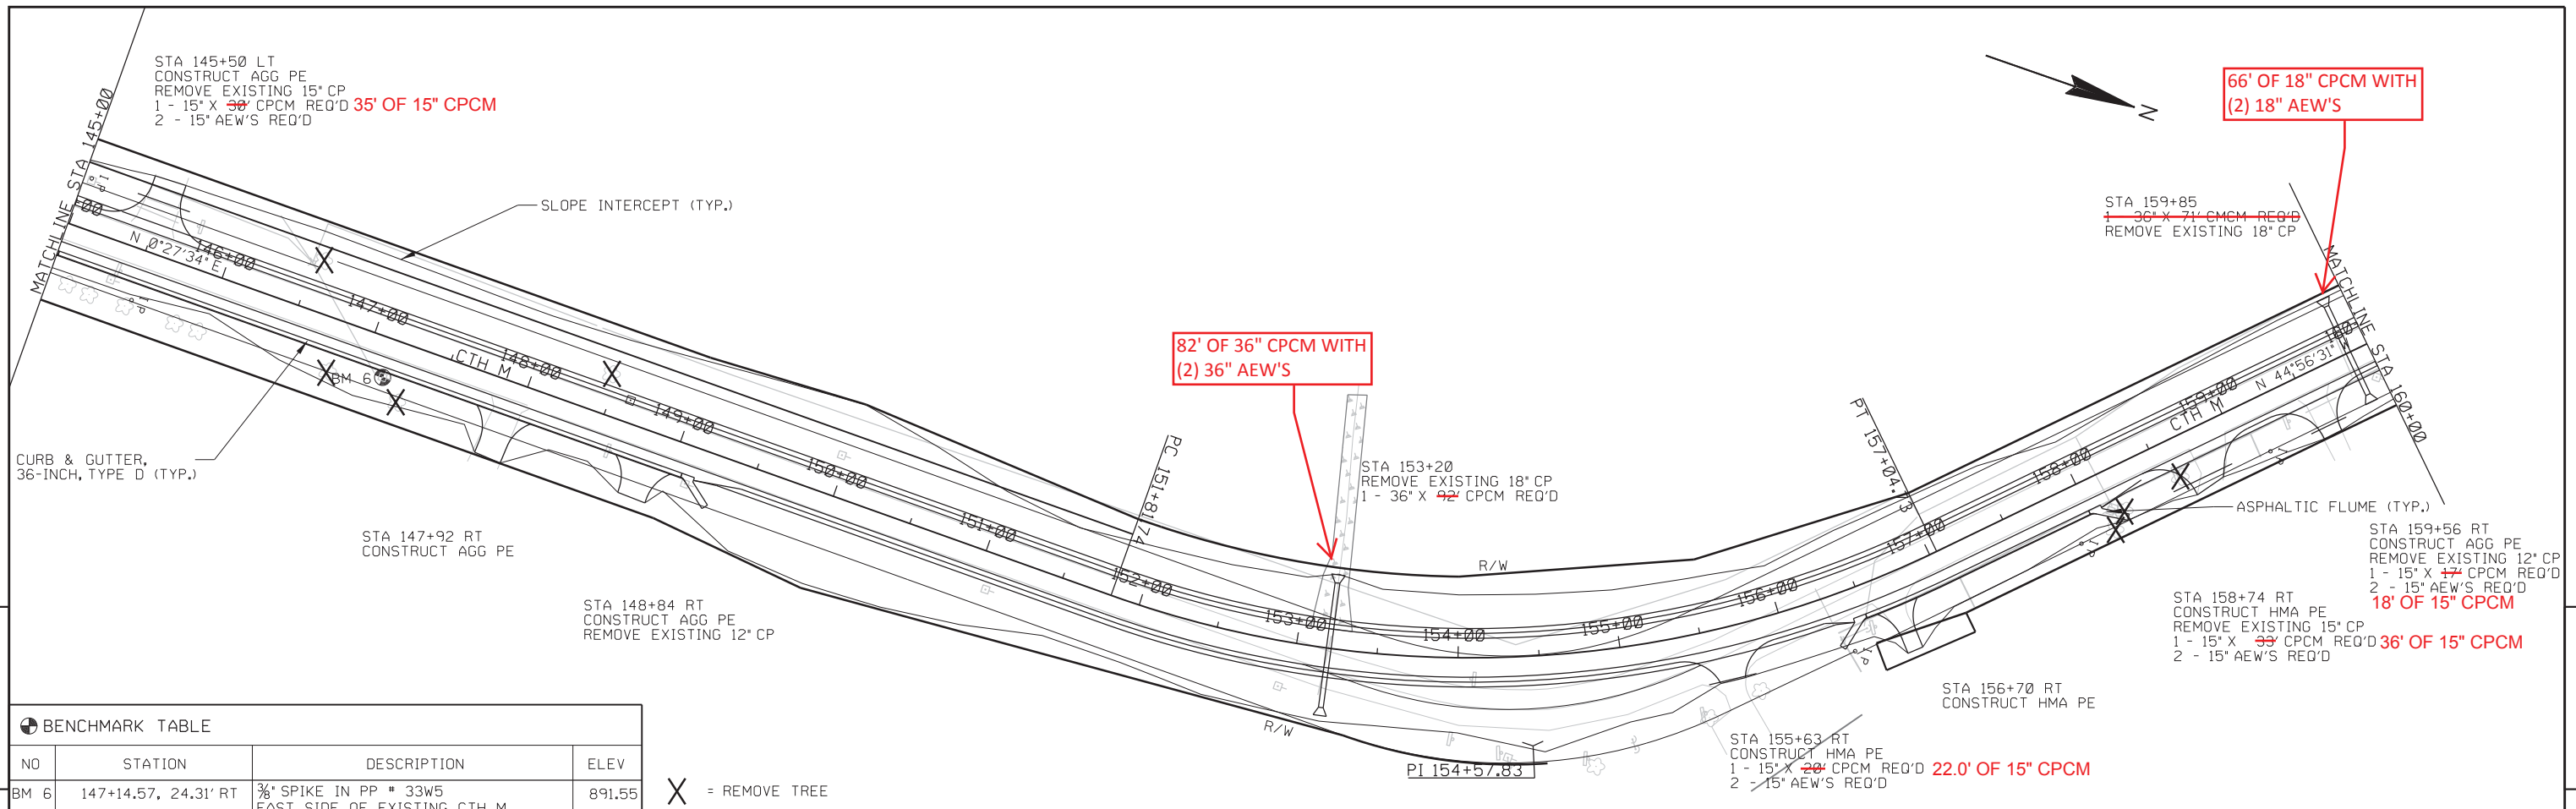 STA 145+50 LT
CONSTRUCT AGG PE
REMOVE EXISTING 15" CP
1 - 15" X 30' CPCM REQ'D 35' OF 15" CPCM
2 - 15" AEW'S REQ'D
66' OF 18" CPCM WITH
(2) 18" AEW'S
N
STA 159+85
1 - 36" X 71' CMCM REQ'D
REMOVE EXISTING 18" CP
MATCHLINE STA 145+00
SLOPE INTERCEPT (TYP.)
N 0°27'34" E
146+00
147+00
CTH M
148+00
149+00
150+00
151+00
152+00
153+00
154+00
155+00
156+00
157+00
158+00
159+00
CTH M
N 44°56'31" W
160
MATCHLINE STA 160+00
BM 6
CURB & GUTTER,
36-INCH, TYPE D (TYP.)
82' OF 36" CPCM WITH
(2) 36" AEW'S
PC 151+81.74
STA 153+20
REMOVE EXISTING 18" CP
1 - 36" X 92' CPCM REQ'D
R/W
PT 157+04.73
ASPHALTIC FLUME (TYP.)
STA 147+92 RT
CONSTRUCT AGG PE
STA 148+84 RT
CONSTRUCT AGG PE
REMOVE EXISTING 12" CP
STA 159+56 RT
CONSTRUCT AGG PE
REMOVE EXISTING 12" CP
1 - 15" X 17' CPCM REQ'D
2 - 15" AEW'S REQ'D
18' OF 15" CPCM
STA 158+74 RT
CONSTRUCT HMA PE
REMOVE EXISTING 15" CP
1 - 15" X 33' CPCM REQ'D 36' OF 15" CPCM
2 - 15" AEW'S REQ'D
STA 156+70 RT
CONSTRUCT HMA PE
R/W
PI 154+57.83
STA 155+63 RT
CONSTRUCT HMA PE
1 - 15" X 20' CPCM REQ'D 22.0' OF 15" CPCM
2 - 15" AEW'S REQ'D
BENCHMARK TABLE
NO STATION DESCRIPTION ELEV
BM 6 147+14.57, 24.31' RT ⅜" SPIKE IN PP # 33W5 891.55
EAST SIDE OF EXISTING CTH M
X = REMOVE TREE